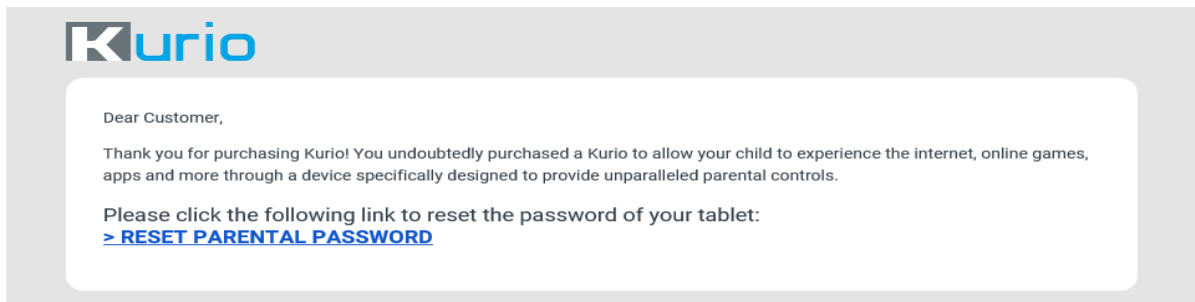 Kurio
Dear Customer,
Thank you for purchasing Kurio! You undoubtedly purchased a Kurio to allow your child to experience the internet, online games,
apps and more through a device specifically designed to provide unparalleled parental controls.
Please click the following link to reset the password of your tablet:
> RESET PARENTAL PASSWORD